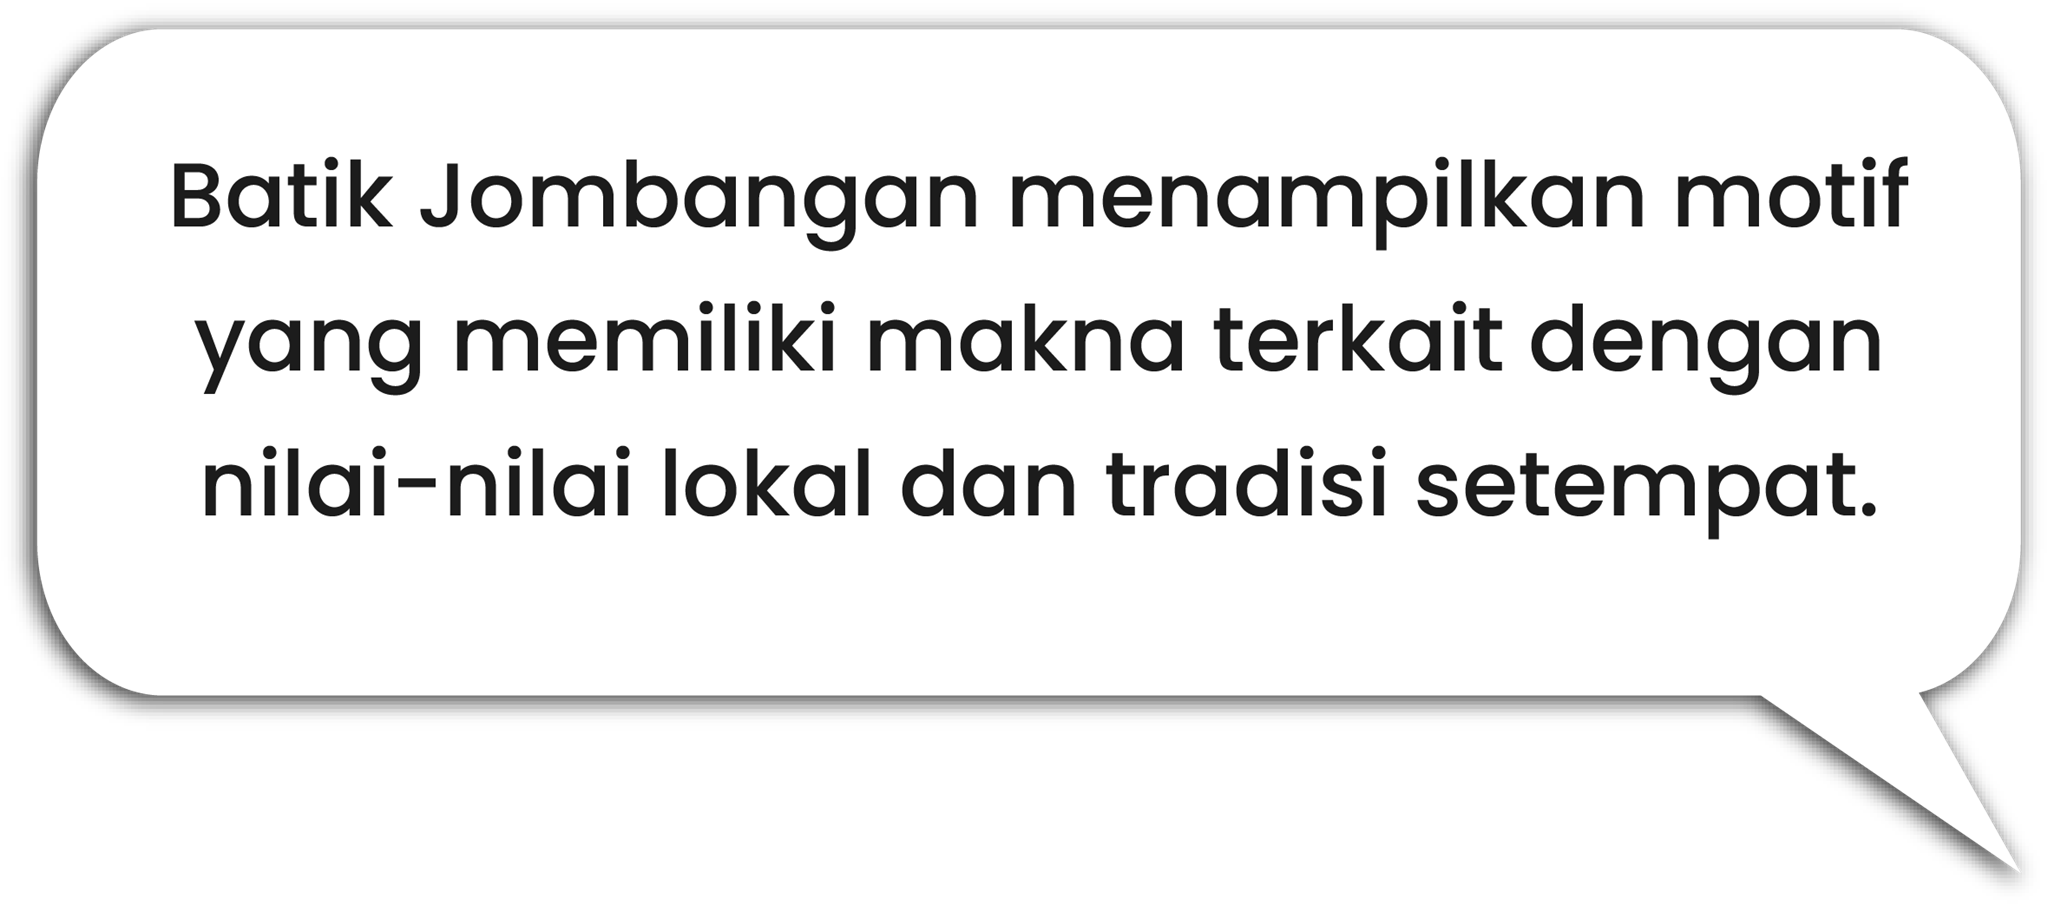 Batik Jombangan menampilkan motif
yang memiliki makna terkait dengan
nilai-nilai lokal dan tradisi setempat.